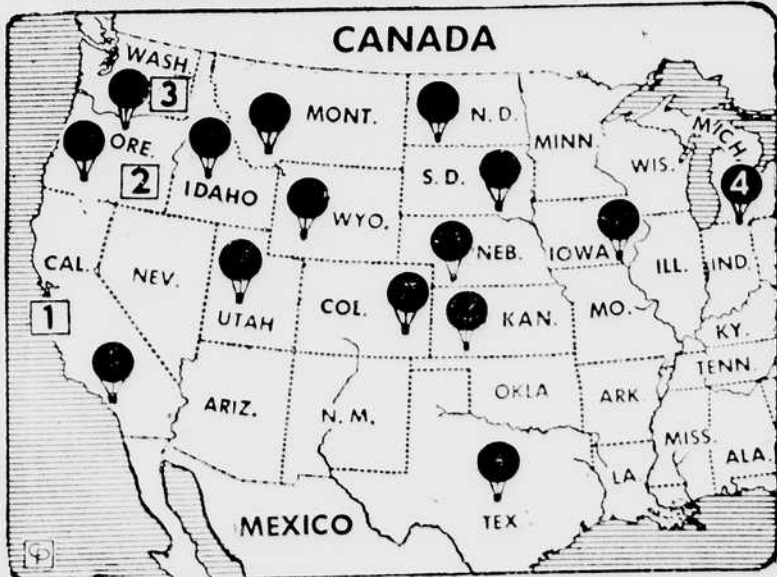 CANADA
WASH.
3
MONT.
N. D.
MINN.
MICH.
ORE.
2
IDAHO
WYO.
S. D.
WIS.
4
CAL.
NEV.
UTAH
COL.
NEB.
IOWA
ILL.
IND.
1
KAN.
MO.
KY.
TENN.
ARIZ.
N. M.
OKLA
ARK.
MISS.
ALA.
LA.
TEX.
MEXICO
CP